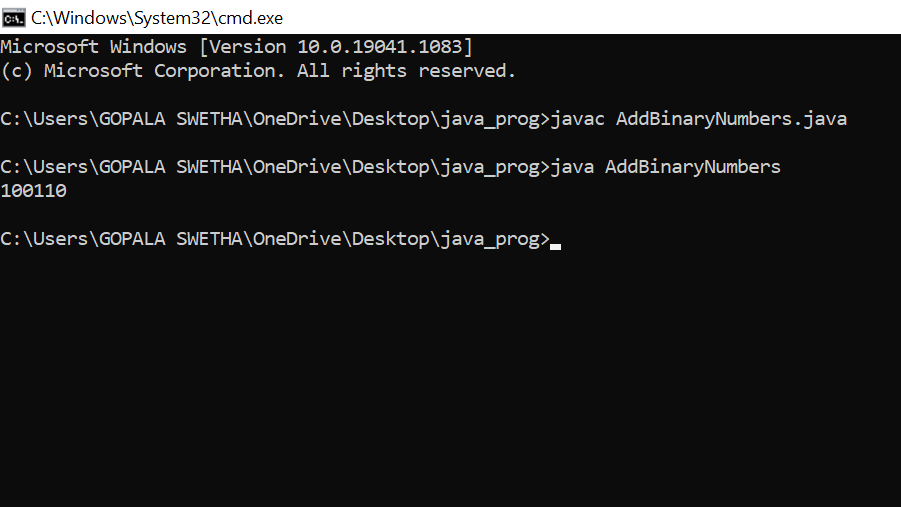 C:\Windows\System32\cmd.exe
Microsoft Windows [Version 10.0.19041.1083]
(c) Microsoft Corporation. All rights reserved.
C:\Users\GOPALA SWETHA\OneDrive\Desktop\java_prog>javac AddBinaryNumbers.java
C:\Users\GOPALA SWETHA\OneDrive\Desktop\java_prog>java AddBinaryNumbers
100110
C:\Users\GOPALA SWETHA\OneDrive\Desktop\java_prog>